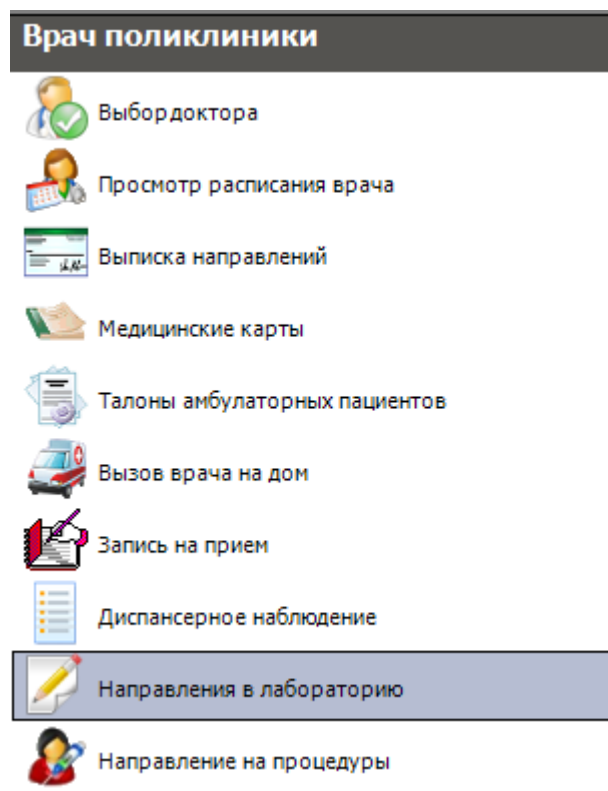 Врач поликлиники
Выбор доктора
Просмотр расписания врача
Выписка направлений
Медицинские карты
Талоны амбулаторных пациентов
Вызов врача на дом
Запись на прием
Диспансерное наблюдение
Направления в лабораторию
Направление на процедуры